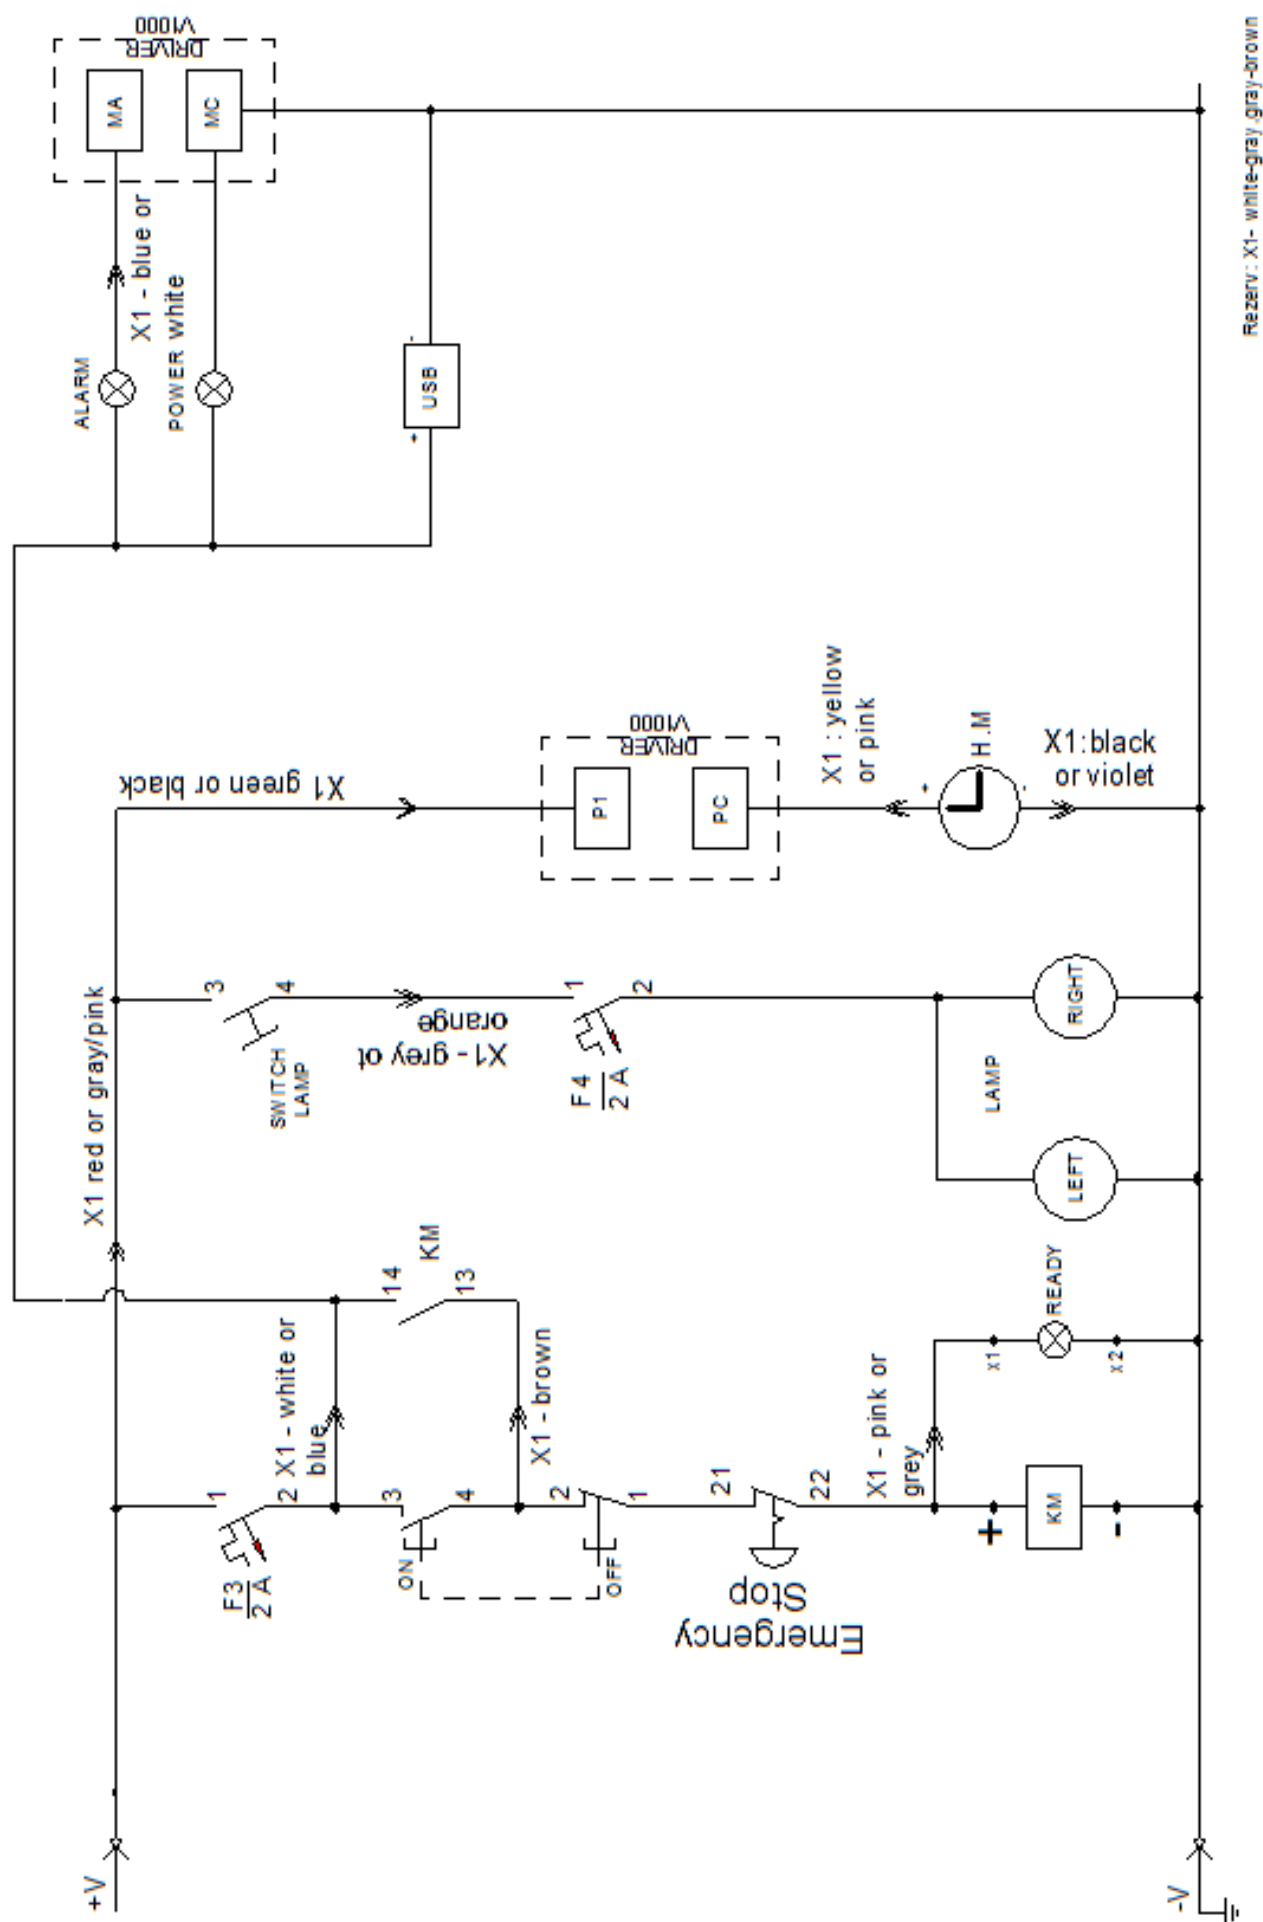 +V
-V
F3
2 A
1
2
X1 - white or
blue
3
4
ON
X1 - brown
2
1
OFF
21
22
Emergency
Stop
X1 - pink or
grey
+
KM
-
X1
X2
READY
14
13
KM
X1 red or gray/pink
3
4
SWITCH
LAMP
X1 - grey ot
orange
1
2
F4
2 A
LAMP
LEFT
RIGHT
X1 green or black
DRIVER
V1000
P1
PC
X1 : yellow
or pink
+
-
H.M
X1:black
or violet
ALARM
X1 - blue or
POWER white
+
USB
-
DRIVER
V1000
MA
MC
Rezerv: X1- white-gray,gray-brown